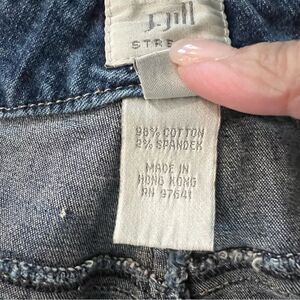 J.Jill
STRE
98% COTTON
2% SPANDEX
MADE IN
HONG KONG
RN 97641